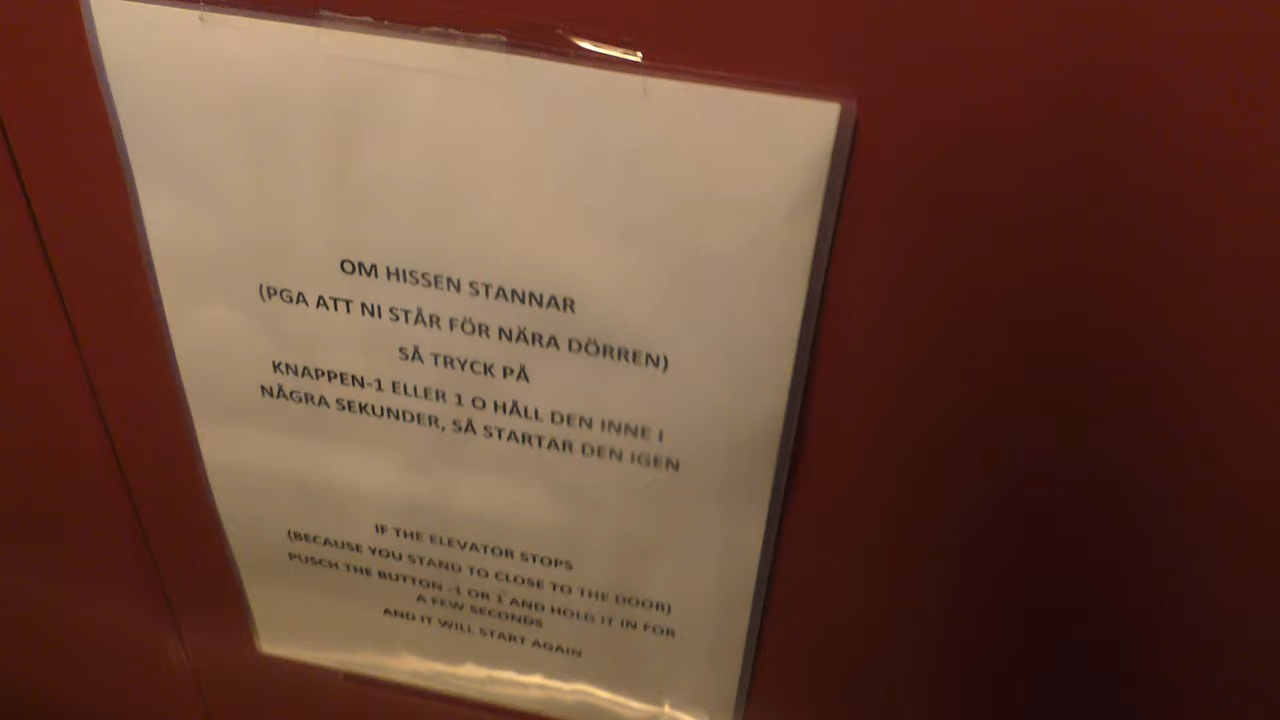 OM HISSEN STANNAR
(PGA ATT NI STÅR FÖR NÄRA DÖRREN)
SÅ TRYCK PÅ
KNAPPEN-1 ELLER 1 O HÅLL DEN INNE I
NÅGRA SEKUNDER, SÅ STARTAR DEN IGEN
IF THE ELEVATOR STOPS
(BECAUSE YOU STAND TO CLOSE TO THE DOOR)
PUSCH THE BUTTON -1 OR 1 AND HOLD IT IN FOR
A FEW SECONDS
AND IT WILL START AGAIN